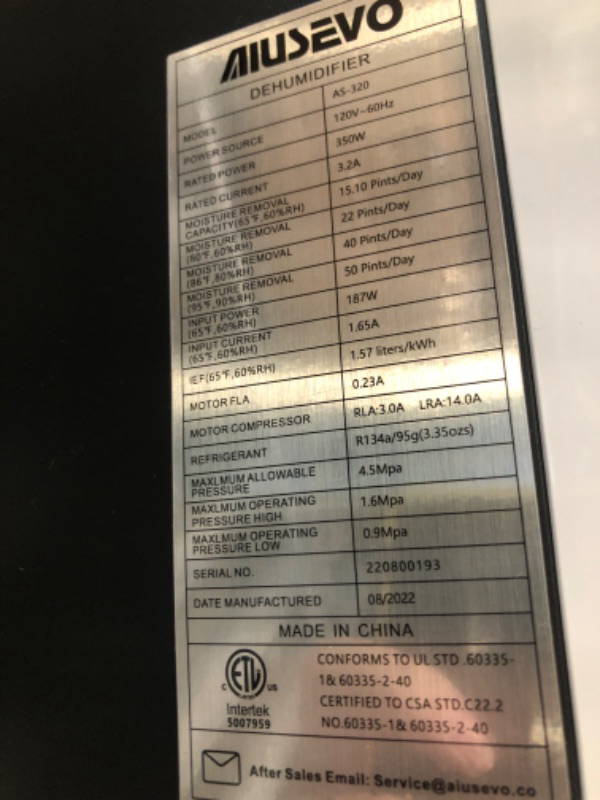 AIUSEVO
DEHUMIDIFIER
MODEL AS-320
POWER SOURCE 120V~60Hz
RATED POWER 350W
RATED CURRENT 3.2A
MOISTURE REMOVAL
CAPACITY(65°F,60%RH) 15.10 Pints/Day
MOISTURE REMOVAL
(80°F,60%RH) 22 Pints/Day
MOISTURE REMOVAL
(86°F,80%RH) 40 Pints/Day
MOISTURE REMOVAL
(95°F,90%RH) 50 Pints/Day
INPUT POWER
(65°F,60%RH) 187W
INPUT CURRENT
(65°F,60%RH) 1.65A
IEF(65°F,60%RH) 1.57 liters/kWh
MOTOR FLA 0.23A
MOTOR COMPRESSOR RLA:3.0A LRA:14.0A
REFRIGERANT R134a/95g(3.35ozs)
MAXLMUM ALLOWABLE
PRESSURE 4.5Mpa
MAXLMUM OPERATING
PRESSURE HIGH 1.6Mpa
MAXLMUM OPERATING
PRESSURE LOW 0.9Mpa
SERIAL NO. 220800193
DATE MANUFACTURED 08/2022
MADE IN CHINA
C ETL US
Intertek
5007959
CONFORMS TO UL STD .60335-
1& 60335-2-40
CERTIFIED TO CSA STD.C22.2
NO.60335-1& 60335-2-40
After Sales Email: Service@aiusevo.co